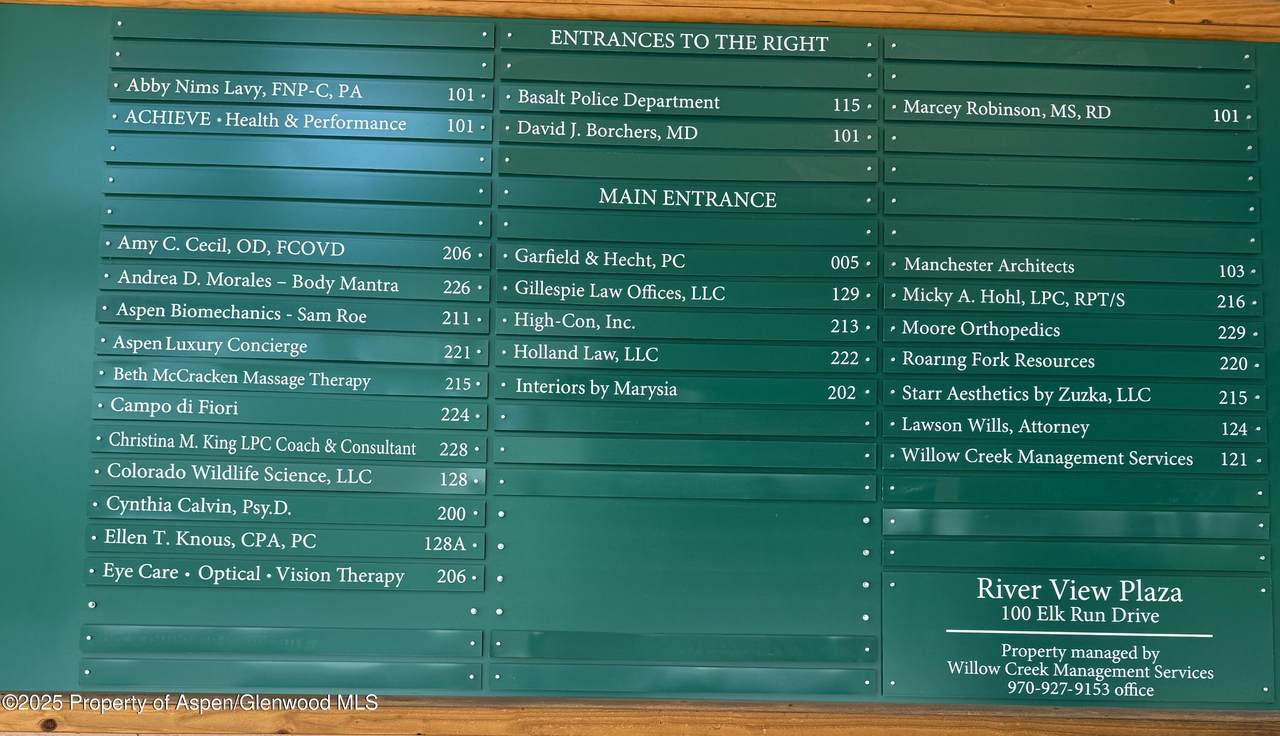 ENTRANCES TO THE RIGHT
Abby Nims Lavy, FNP-C, PA 101
ACHIEVE • Health & Performance 101
Basalt Police Department 115
David J. Borchers, MD 101
Marcey Robinson, MS, RD 101
MAIN ENTRANCE
Amy C. Cecil, OD, FCOVD 206
Andrea D. Morales – Body Mantra 226
Aspen Biomechanics - Sam Roe 211
Aspen Luxury Concierge 221
Beth McCracken Massage Therapy 215
Campo di Fiori 224
Christina M. King LPC Coach & Consultant 228
Colorado Wildlife Science, LLC 128
Cynthia Calvin, Psy.D. 200
Ellen T. Knous, CPA, PC 128A
Eye Care • Optical • Vision Therapy 206
Garfield & Hecht, PC 005
Gillespie Law Offices, LLC 129
High-Con, Inc. 213
Holland Law, LLC 222
Interiors by Marysia 202
Manchester Architects 103
Micky A. Hohl, LPC, RPT/S 216
Moore Orthopedics 229
Roaring Fork Resources 220
Starr Aesthetics by Zuzka, LLC 215
Lawson Wills, Attorney 124
Willow Creek Management Services 121
River View Plaza
100 Elk Run Drive
Property managed by
Willow Creek Management Services
970-927-9153 office
©2025 Property of Aspen/Glenwood MLS